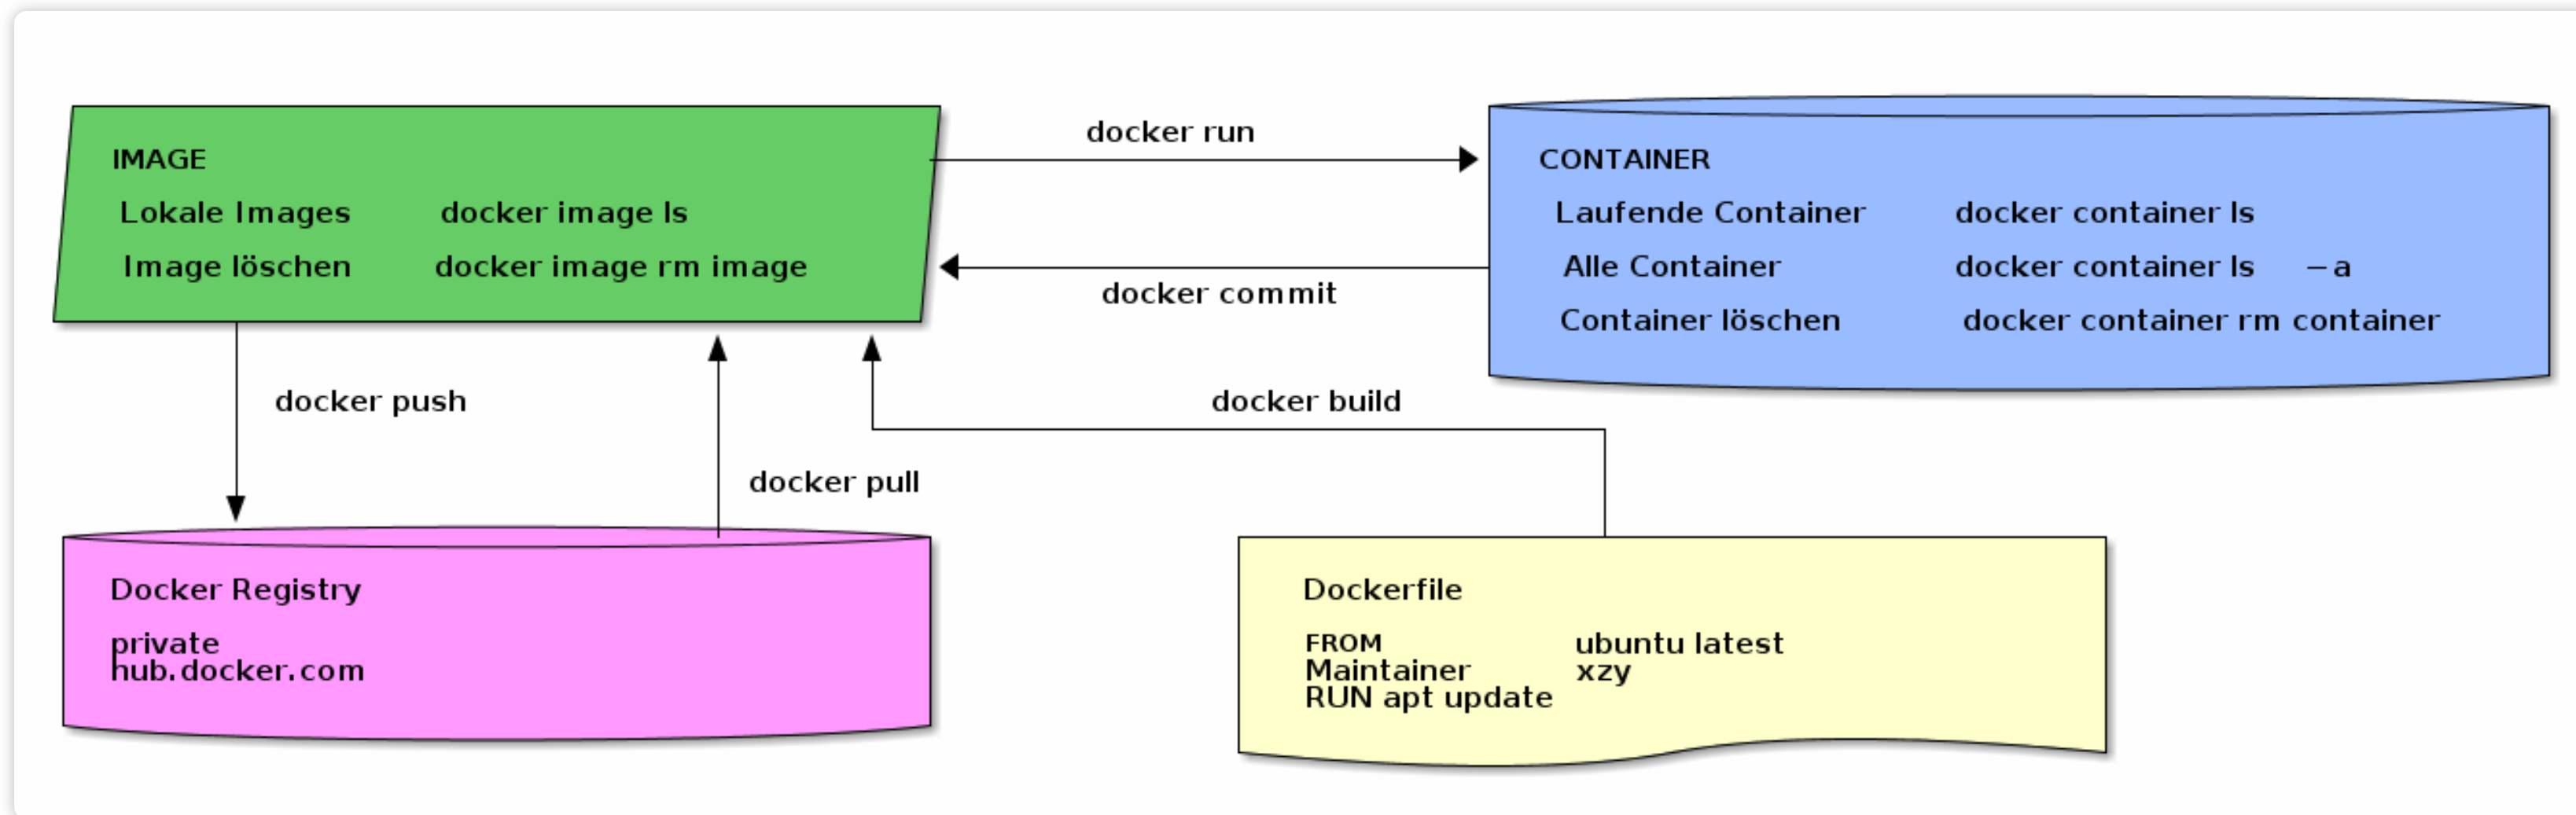 docker run
IMAGE
CONTAINER
Lokale Images docker image ls
Laufende Container docker container ls
Image löschen docker image rm image
Alle Container docker container ls –a
docker commit
Container löschen docker container rm container
docker push
docker build
docker pull
Docker Registry
private
hub.docker.com
Dockerfile
FROM ubuntu latest
Maintainer xzy
RUN apt update